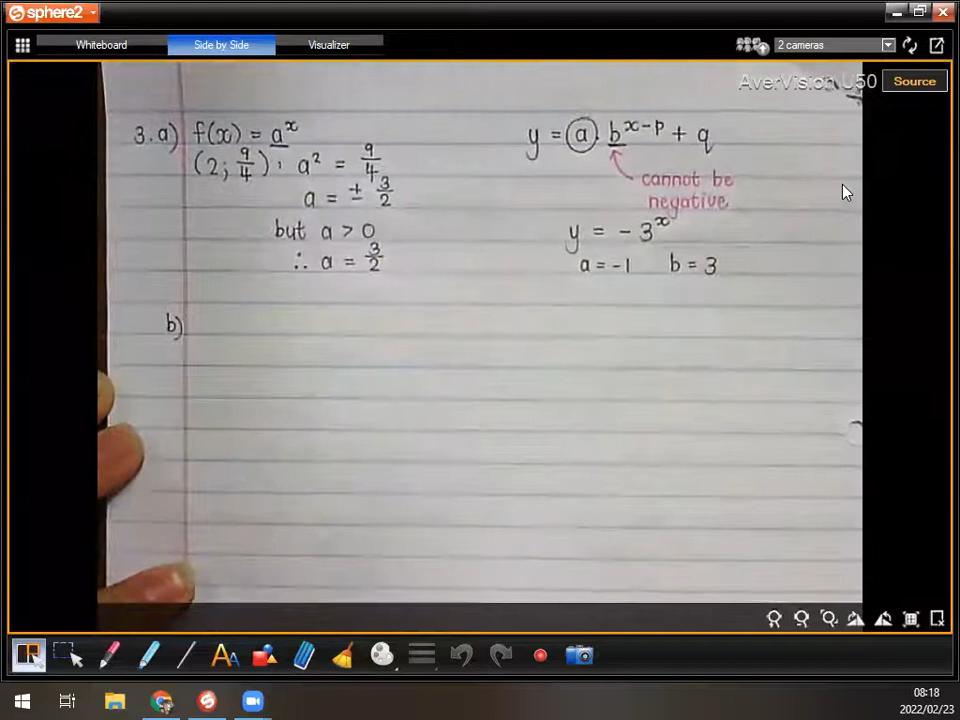 sphere2
Whiteboard
Side by Side
Visualizer
2 cameras
AverVision U50
Source
3. a) f(x) = a^x
(2; 9/4): a² = 9/4
a = ± 3/2
but a > 0
∴ a = 3/2
y = a · b^(x-p) + q
cannot be
negative
y = -3^x
a = -1 b = 3
b)
08:18
2022/02/23